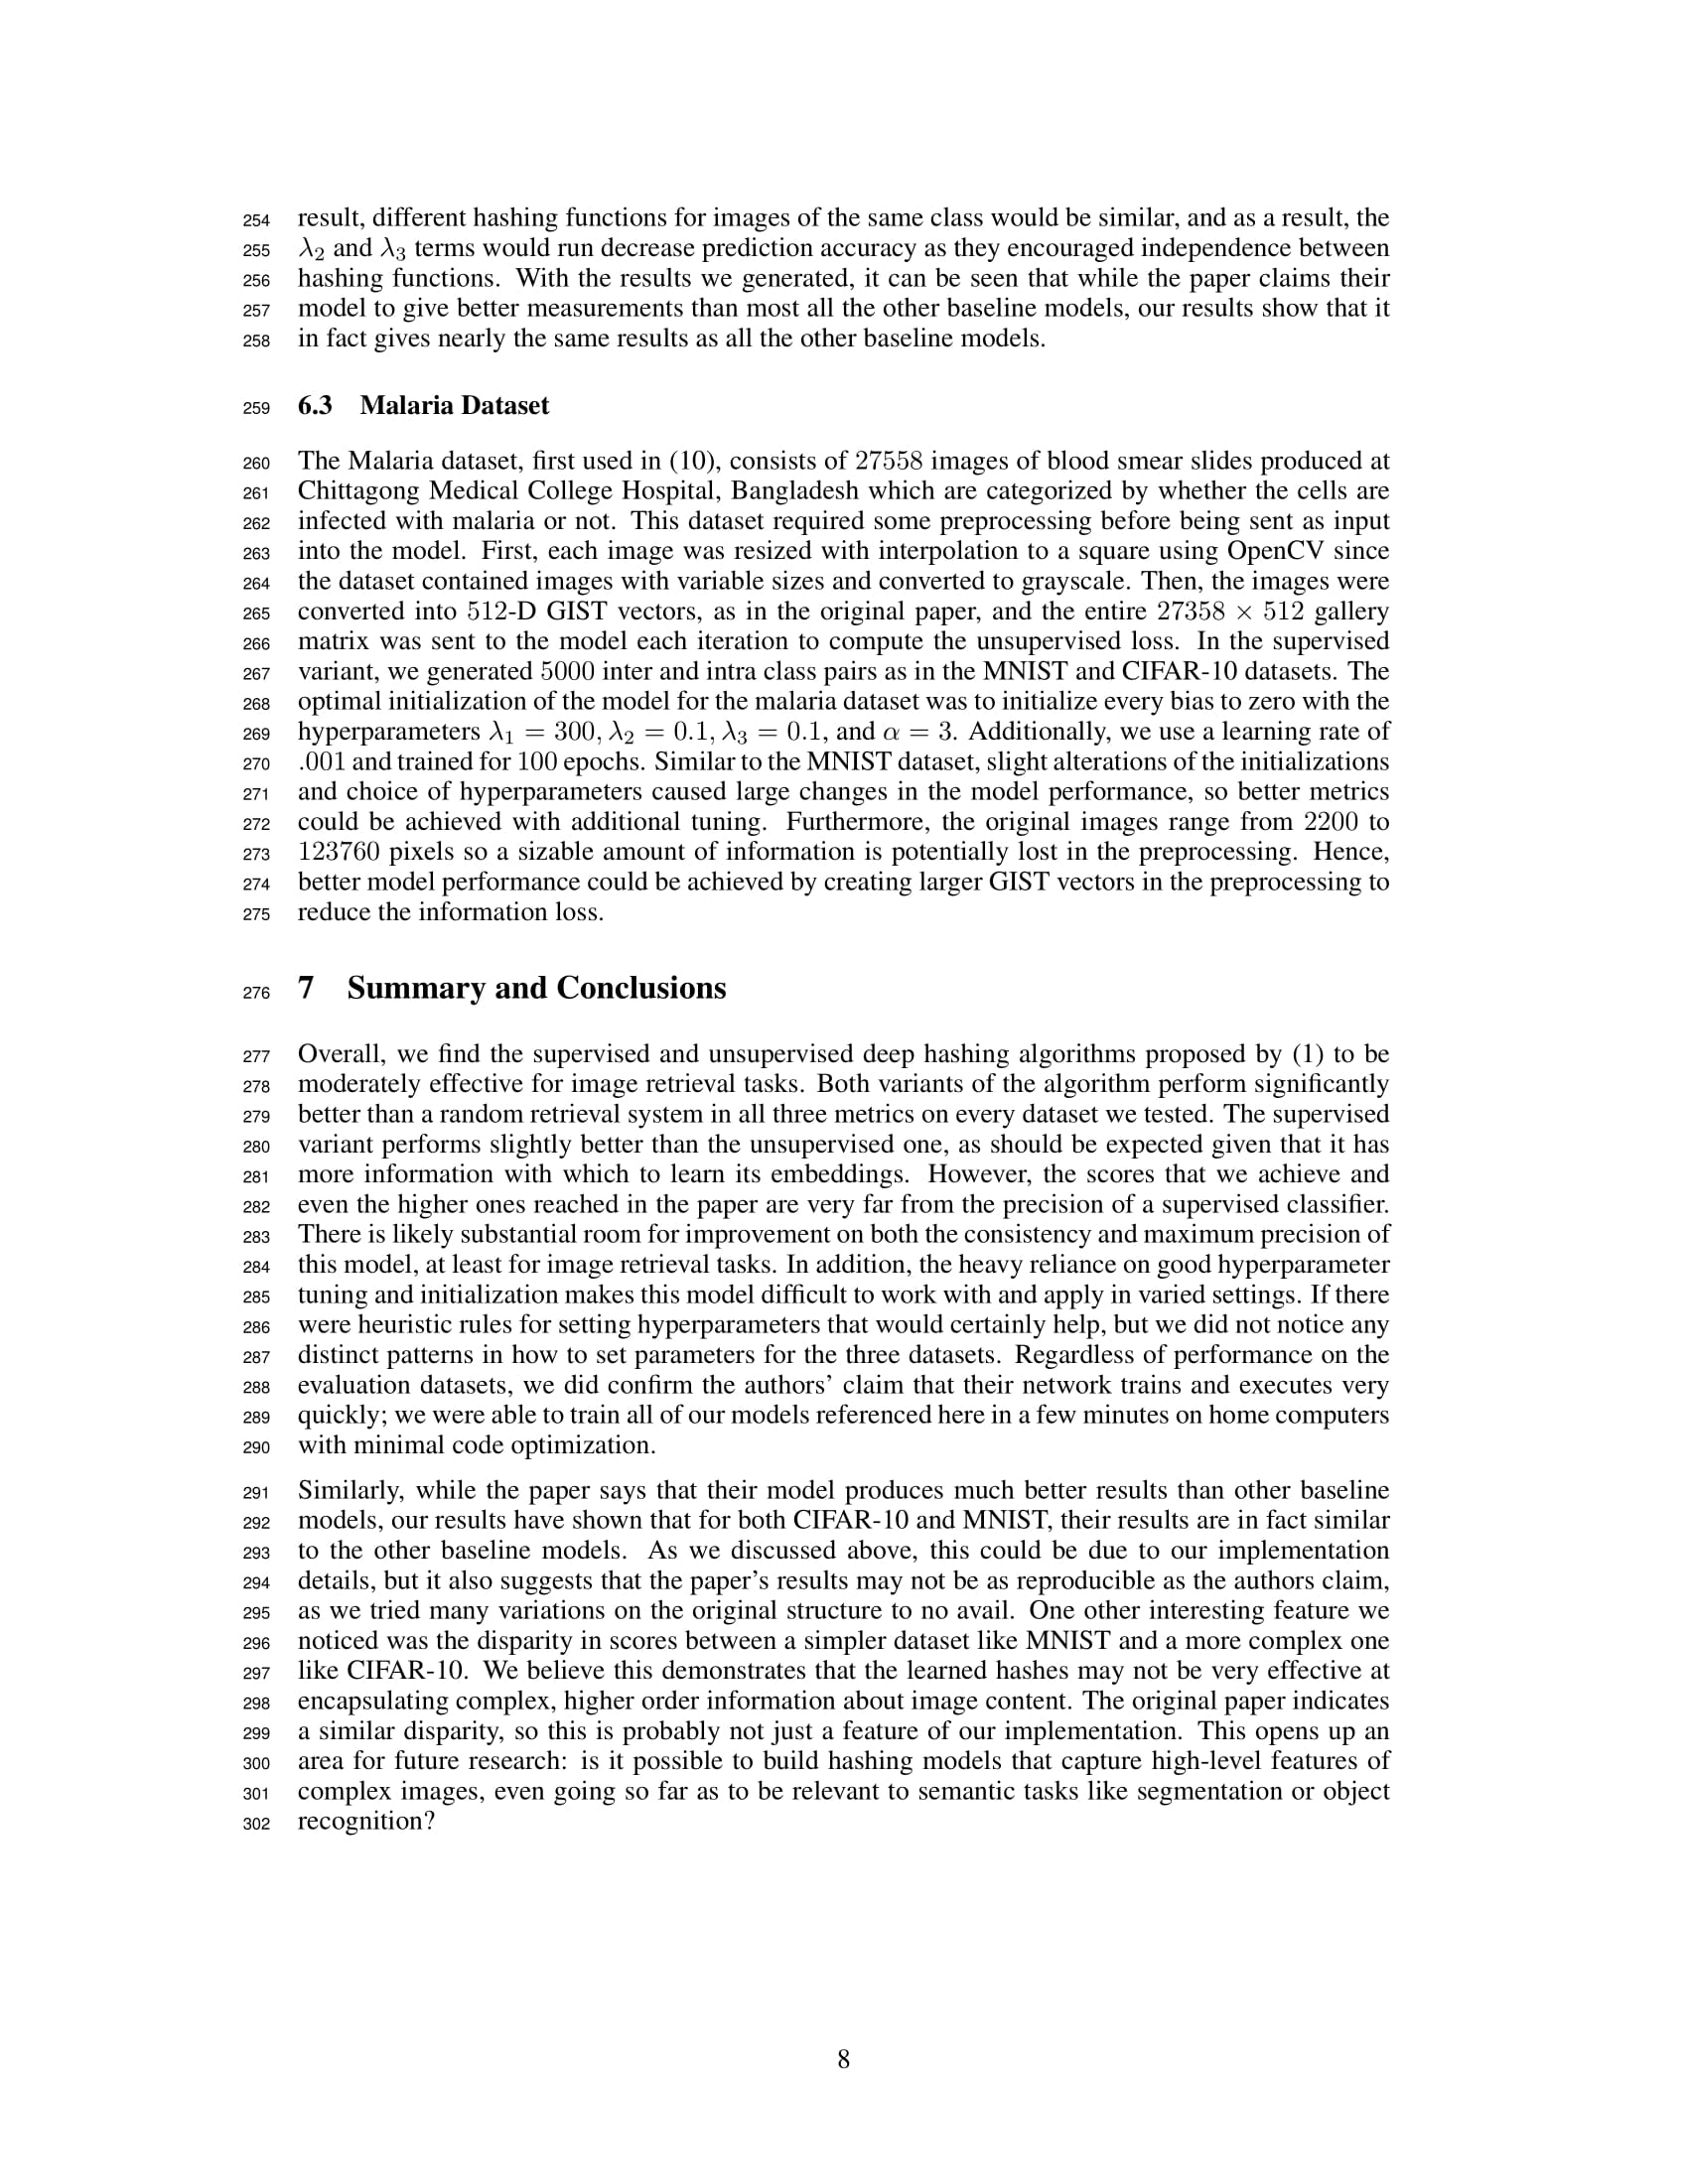 254 result, different hashing functions for images of the same class would be similar, and as a result, the
255 λ2 and λ3 terms would run decrease prediction accuracy as they encouraged independence between
256 hashing functions. With the results we generated, it can be seen that while the paper claims their
257 model to give better measurements than most all the other baseline models, our results show that it
258 in fact gives nearly the same results as all the other baseline models.
259 6.3 Malaria Dataset
260 The Malaria dataset, first used in (10), consists of 27558 images of blood smear slides produced at
261 Chittagong Medical College Hospital, Bangladesh which are categorized by whether the cells are
262 infected with malaria or not. This dataset required some preprocessing before being sent as input
263 into the model. First, each image was resized with interpolation to a square using OpenCV since
264 the dataset contained images with variable sizes and converted to grayscale. Then, the images were
265 converted into 512-D GIST vectors, as in the original paper, and the entire 27358 × 512 gallery
266 matrix was sent to the model each iteration to compute the unsupervised loss. In the supervised
267 variant, we generated 5000 inter and intra class pairs as in the MNIST and CIFAR-10 datasets. The
268 optimal initialization of the model for the malaria dataset was to initialize every bias to zero with the
269 hyperparameters λ1 = 300, λ2 = 0.1, λ3 = 0.1, and α = 3. Additionally, we use a learning rate of
270 .001 and trained for 100 epochs. Similar to the MNIST dataset, slight alterations of the initializations
271 and choice of hyperparameters caused large changes in the model performance, so better metrics
272 could be achieved with additional tuning. Furthermore, the original images range from 2200 to
273 123760 pixels so a sizable amount of information is potentially lost in the preprocessing. Hence,
274 better model performance could be achieved by creating larger GIST vectors in the preprocessing to
275 reduce the information loss.
276 7 Summary and Conclusions
277 Overall, we find the supervised and unsupervised deep hashing algorithms proposed by (1) to be
278 moderately effective for image retrieval tasks. Both variants of the algorithm perform significantly
279 better than a random retrieval system in all three metrics on every dataset we tested. The supervised
280 variant performs slightly better than the unsupervised one, as should be expected given that it has
281 more information with which to learn its embeddings. However, the scores that we achieve and
282 even the higher ones reached in the paper are very far from the precision of a supervised classifier.
283 There is likely substantial room for improvement on both the consistency and maximum precision of
284 this model, at least for image retrieval tasks. In addition, the heavy reliance on good hyperparameter
285 tuning and initialization makes this model difficult to work with and apply in varied settings. If there
286 were heuristic rules for setting hyperparameters that would certainly help, but we did not notice any
287 distinct patterns in how to set parameters for the three datasets. Regardless of performance on the
288 evaluation datasets, we did confirm the authors' claim that their network trains and executes very
289 quickly; we were able to train all of our models referenced here in a few minutes on home computers
290 with minimal code optimization.
291 Similarly, while the paper says that their model produces much better results than other baseline
292 models, our results have shown that for both CIFAR-10 and MNIST, their results are in fact similar
293 to the other baseline models. As we discussed above, this could be due to our implementation
294 details, but it also suggests that the paper's results may not be as reproducible as the authors claim,
295 as we tried many variations on the original structure to no avail. One other interesting feature we
296 noticed was the disparity in scores between a simpler dataset like MNIST and a more complex one
297 like CIFAR-10. We believe this demonstrates that the learned hashes may not be very effective at
298 encapsulating complex, higher order information about image content. The original paper indicates
299 a similar disparity, so this is probably not just a feature of our implementation. This opens up an
300 area for future research: is it possible to build hashing models that capture high-level features of
301 complex images, even going so far as to be relevant to semantic tasks like segmentation or object
302 recognition?
8